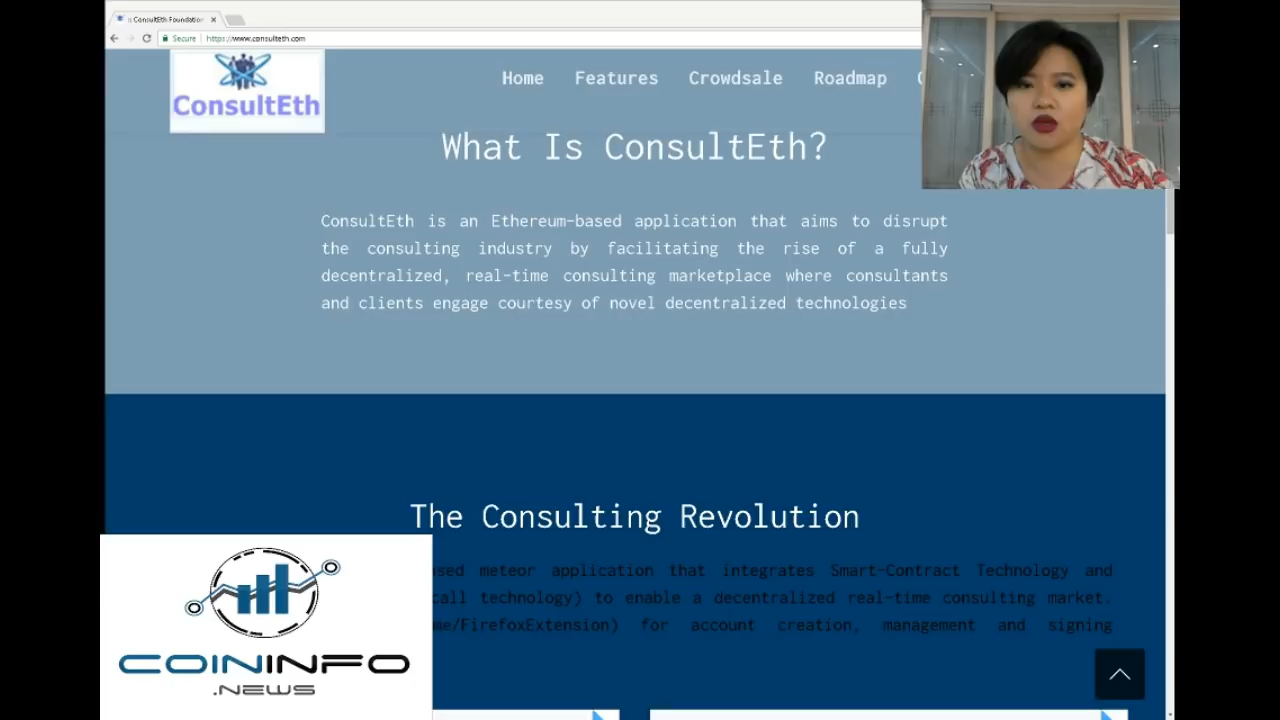 ConsultEth Foundation
Secure
https://www.consulteth.com
ConsultEth
Home Features Crowdsale Roadmap
What Is ConsultEth?
ConsultEth is an Ethereum-based application that aims to disrupt
the consulting industry by facilitating the rise of a fully
decentralized, real-time consulting marketplace where consultants
and clients engage courtesy of novel decentralized technologies
The Consulting Revolution
meteor application that integrates Smart-Contract Technology and
call technology) to enable a decentralized real-time consulting market.
me/FirefoxExtension) for account creation, management and signing
COININFO
.NEWS